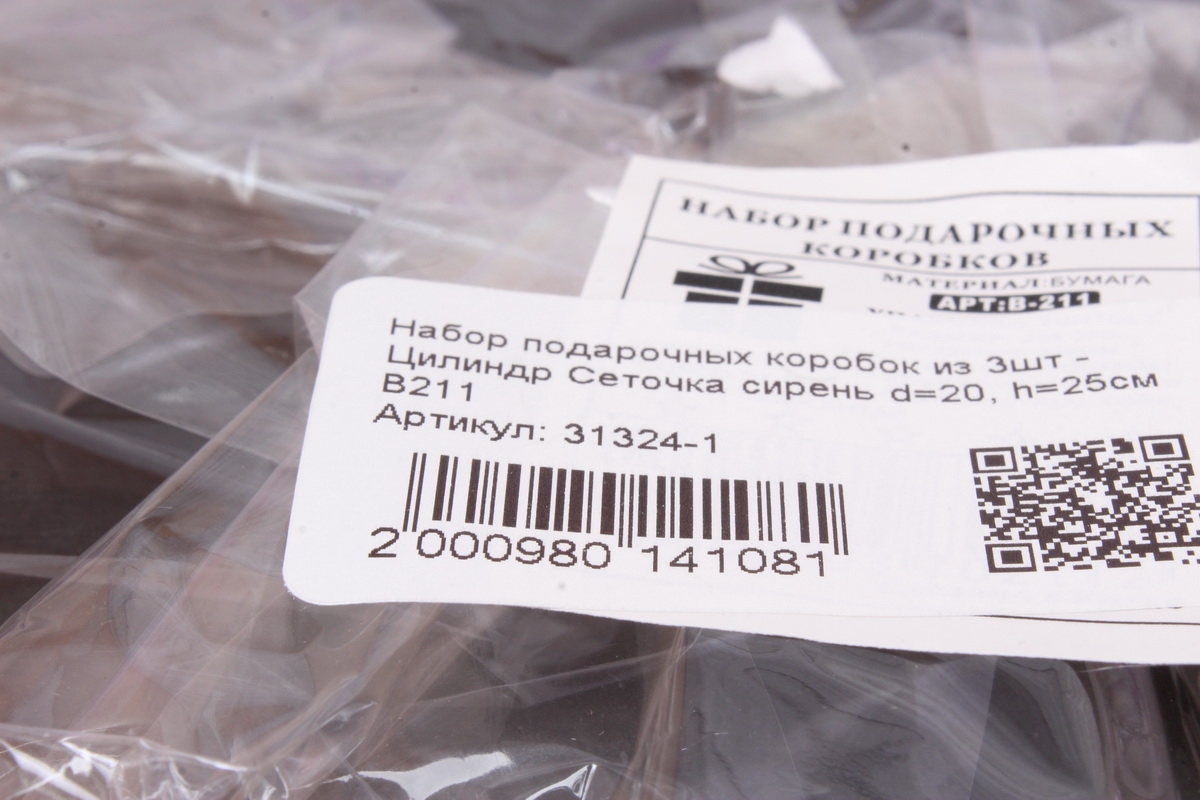 НАБОР ПОДАРОЧНЫХ
КОРОБКОВ
МАТЕРИАЛ:БУМАГА
АРТ:B-211
Набор подарочных коробок из 3шт -
Цилиндр Сеточка сирень d=20, h=25см
В211
Артикул: 31324-1
2 000980 141081